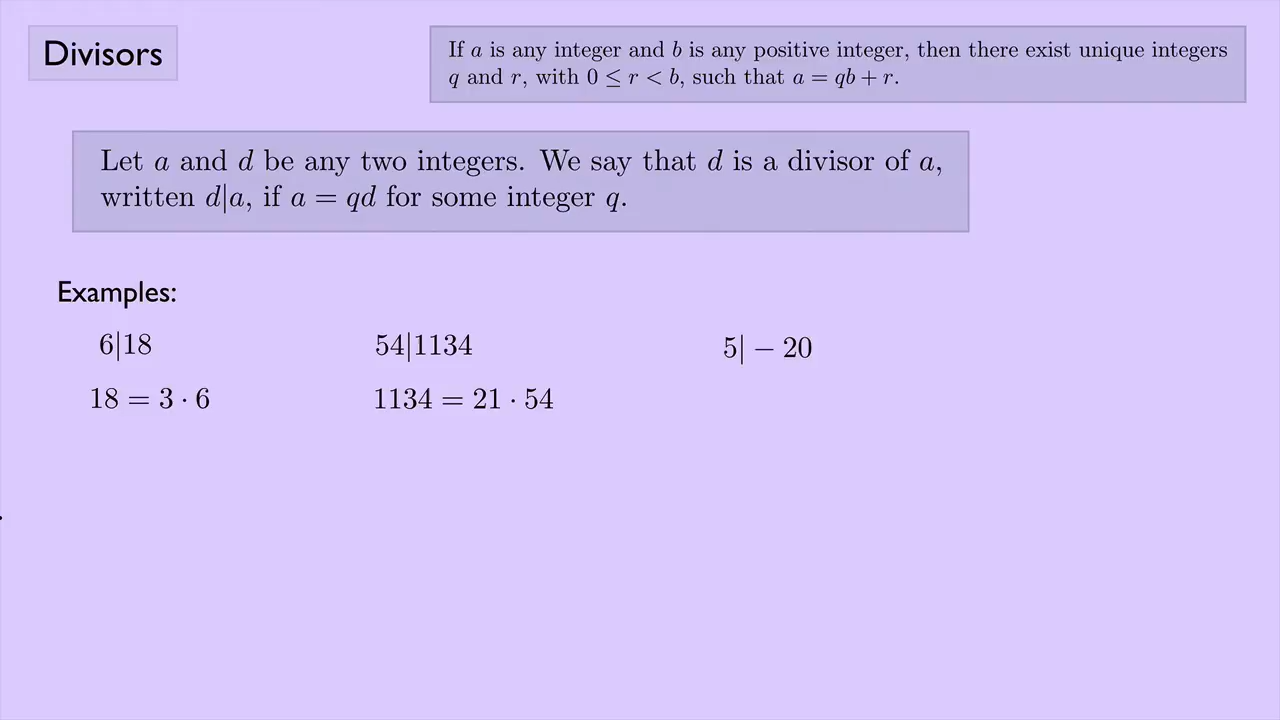 Divisors
If a is any integer and b is any positive integer, then there exist unique integers
q and r, with 0 ≤ r < b, such that a = qb + r.
Let a and d be any two integers. We say that d is a divisor of a,
written d|a, if a = qd for some integer q.
Examples:
6|18 54|1134 5| − 20
18 = 3 · 6 1134 = 21 · 54